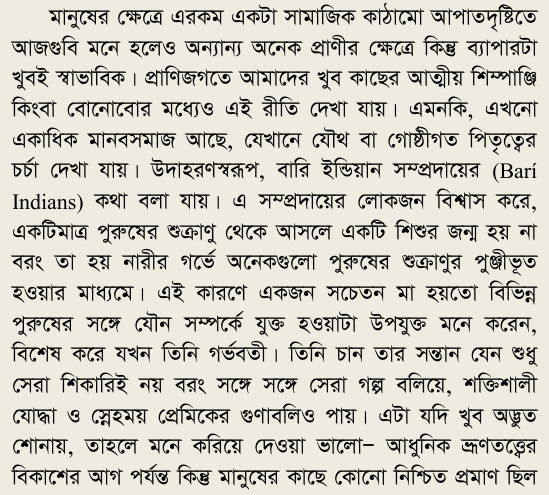 মানুষের ক্ষেত্রে এরকম একটা সামাজিক কাঠামো আপাতদৃষ্টিতে
আজগুবি মনে হলেও অন্যান্য অনেক প্রাণীর ক্ষেত্রে কিন্তু ব্যাপারটা
খুবই স্বাভাবিক। প্রাণিজগতে আমাদের খুব কাছের আত্মীয় শিম্পাঞ্জি
কিংবা বোনোবোর মধ্যেও এই রীতি দেখা যায়। এমনকি, এখনো
একাধিক মানবসমাজ আছে, যেখানে যৌথ বা গোষ্ঠীগত পিতৃত্বের
চর্চা দেখা যায়। উদাহরণস্বরূপ, বারি ইন্ডিয়ান সম্প্রদায়ের (Barí
Indians) কথা বলা যায়। এ সম্প্রদায়ের লোকজন বিশ্বাস করে,
একটিমাত্র পুরুষের শুক্রাণু থেকে আসলে একটি শিশুর জন্ম হয় না
বরং তা হয় নারীর গর্ভে অনেকগুলো পুরুষের শুক্রাণুর পুঞ্জীভূত
হওয়ার মাধ্যমে। এই কারণে একজন সচেতন মা হয়তো বিভিন্ন
পুরুষের সঙ্গে যৌন সম্পর্কে যুক্ত হওয়াটা উপযুক্ত মনে করেন,
বিশেষ করে যখন তিনি গর্ভবতী। তিনি চান তার সন্তান যেন শুধু
সেরা শিকারিই নয় বরং সঙ্গে সঙ্গে সেরা গল্প বলিয়ে, শক্তিশালী
যোদ্ধা ও স্নেহময় প্রেমিকের গুণাবলিও পায়। এটা যদি খুব অদ্ভুত
শোনায়, তাহলে মনে করিয়ে দেওয়া ভালো– আধুনিক ভ্রূণতত্ত্বের
বিকাশের আগ পর্যন্ত কিন্তু মানুষের কাছে কোনো নিশ্চিত প্রমাণ ছিল